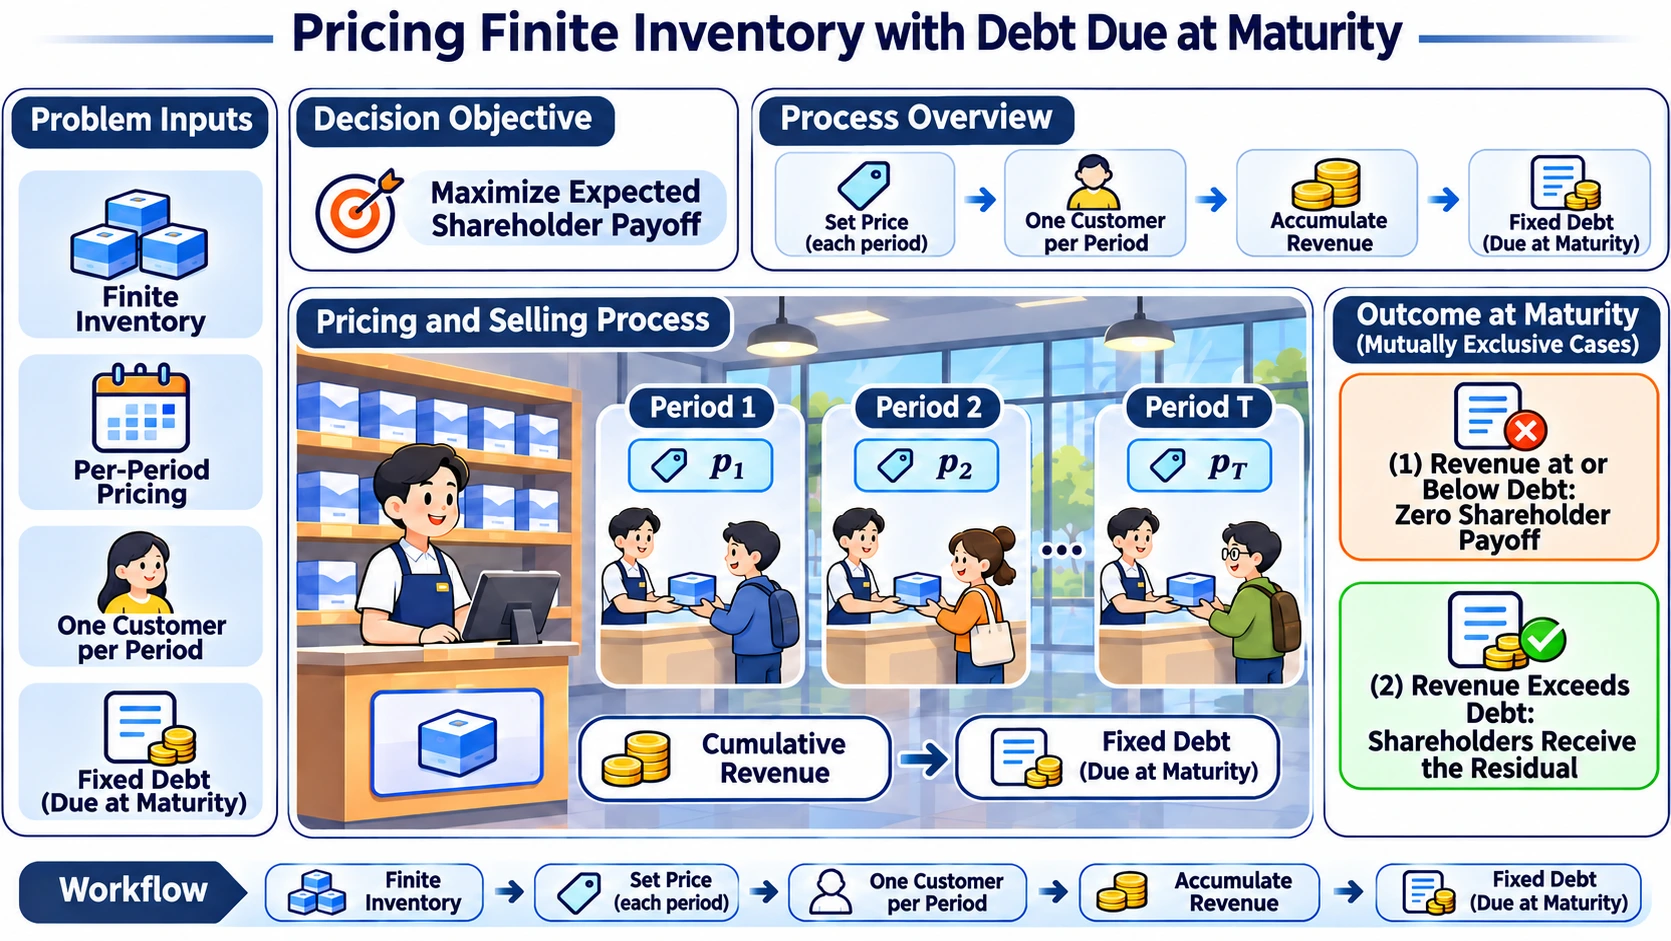 Pricing Finite Inventory with Debt Due at Maturity
Problem Inputs
Finite
Inventory
Per-Period
Pricing
One Customer
per Period
Fixed Debt
(Due at Maturity)
Decision Objective
Maximize Expected
Shareholder Payoff
Process Overview
Set Price
(each period)
One Customer
per Period
Accumulate
Revenue
Fixed Debt
(Due at Maturity)
Pricing and Selling Process
Period 1
p1
Period 2
p2
...
Period T
pT
Cumulative
Revenue
Fixed Debt
(Due at Maturity)
Outcome at Maturity
(Mutually Exclusive Cases)
(1) Revenue at or
Below Debt:
Zero Shareholder
Payoff
(2) Revenue Exceeds
Debt:
Shareholders Receive
the Residual
Workflow
Finite
Inventory
Set Price
(each period)
One Customer
per Period
Accumulate
Revenue
Fixed Debt
(Due at Maturity)